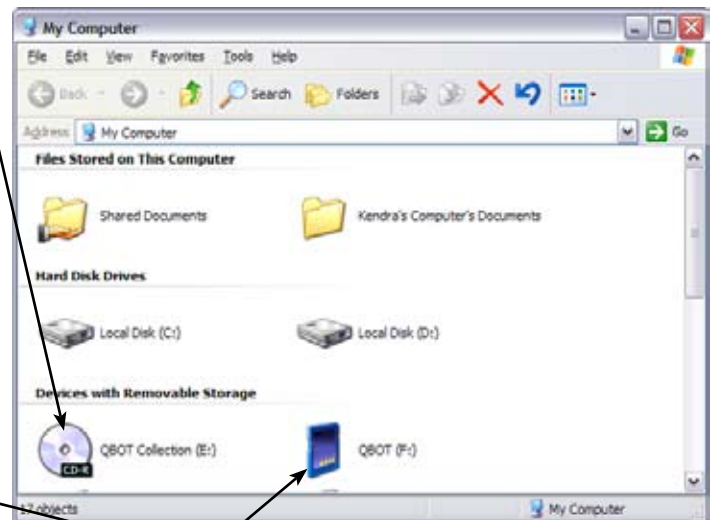 My Computer
File Edit View Favorites Tools Help
Back Search Folders
Address My Computer Go
Files Stored on This Computer
Shared Documents Kendra's Computer's Documents
Hard Disk Drives
Local Disk (C:) Local Disk (D:)
Devices with Removable Storage
QBOT Collection (E:) QBOT (F:)
CD-R
17 objects My Computer